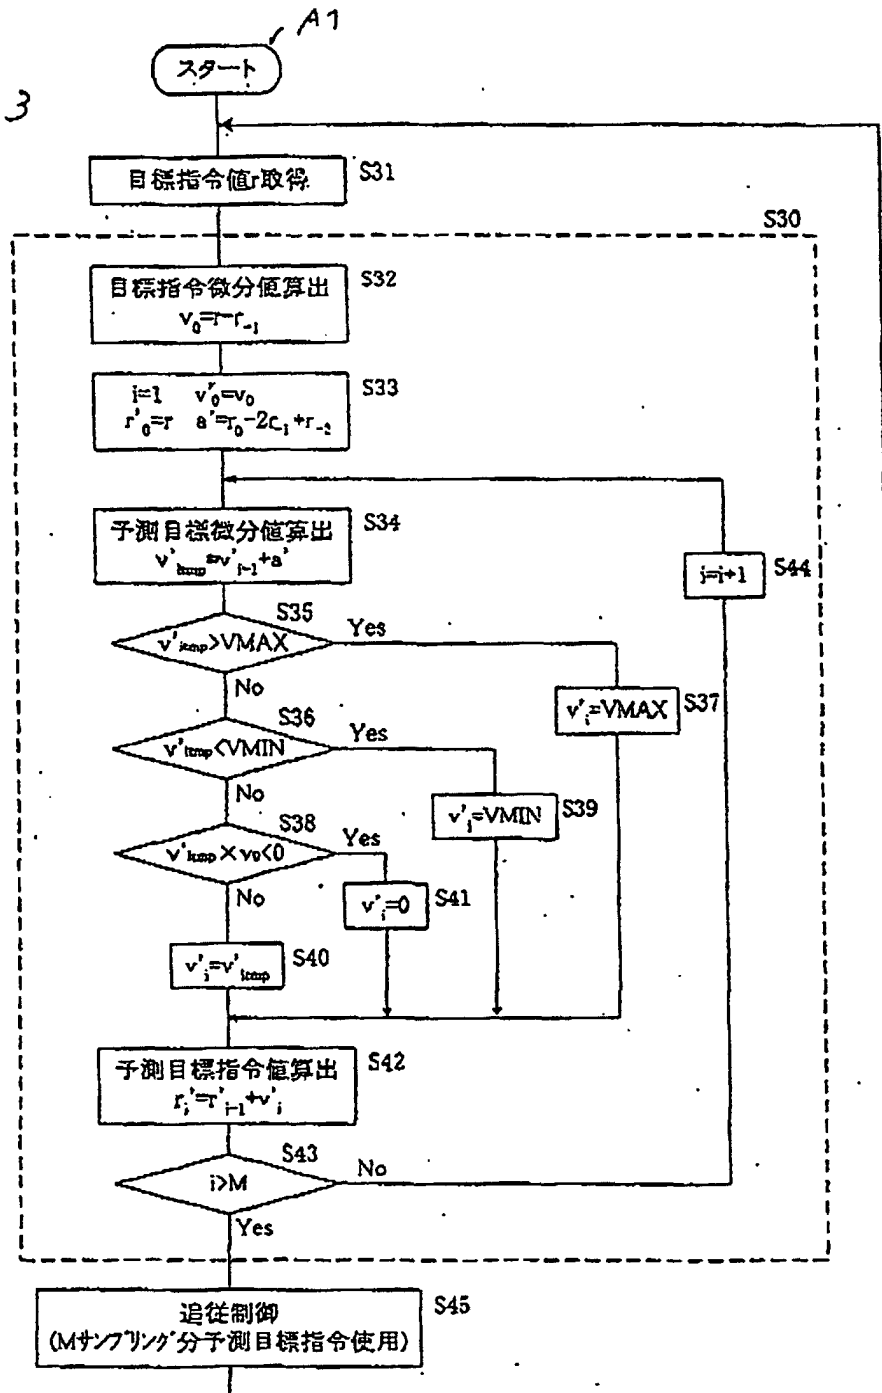 A1
スタート
3
目標指令値r取得
S31
S30
目標指令微分値算出
S32
v₀=r-r₋₁
i=1 v'₀=v₀
S33
r'₀=r a'=r₀-2r₋₁+r₋₂
予測目標微分値算出
S34
v'ᵢtmp=v'ᵢ₋₁+a'
i=i+1
S44
S35
v'ᵢtmp>VMAX
Yes
No
v'ᵢ=VMAX
S37
S36
v'ᵢtmp<VMIN
Yes
No
v'ᵢ=VMIN
S39
S38
v'ᵢtmp×v₀<0
Yes
No
v'ᵢ=0
S41
v'ᵢ=v'ᵢtmp
S40
予測目標指令値算出
S42
rᵢ'=r'ᵢ₋₁+v'ᵢ
S43
i>M
No
Yes
追従制御
S45
(Mサンプリング分予測目標指令使用)